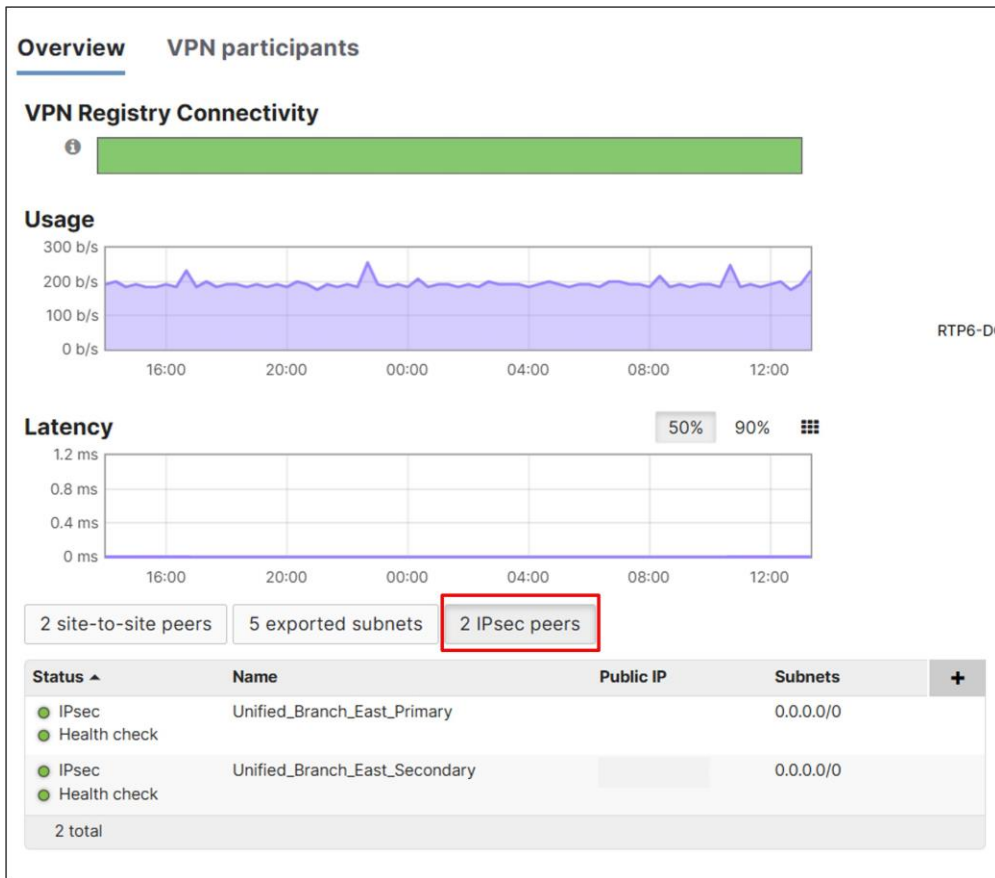 Overview VPN participants
VPN Registry Connectivity
Usage
300 b/s
200 b/s
100 b/s
0 b/s
16:00 20:00 00:00 04:00 08:00 12:00
RTP6-D
Latency
50% 90%
1.2 ms
0.8 ms
0.4 ms
0 ms
16:00 20:00 00:00 04:00 08:00 12:00
2 site-to-site peers 5 exported subnets 2 IPsec peers
Status Name Public IP Subnets +
IPsec Unified_Branch_East_Primary 0.0.0.0/0
Health check
IPsec Unified_Branch_East_Secondary 0.0.0.0/0
Health check
2 total